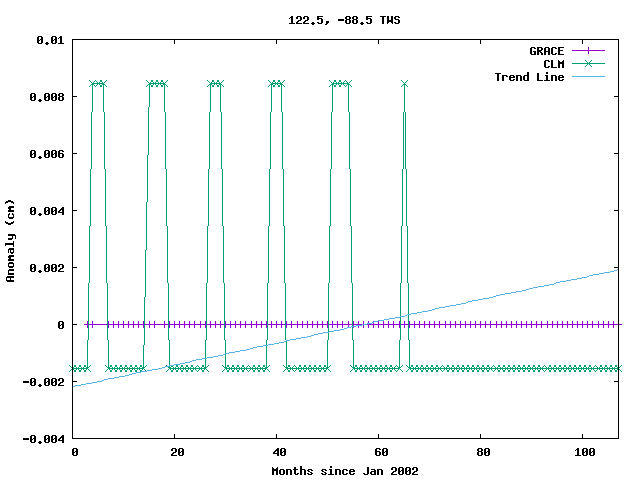 122.5, -88.5 TWS
0.01
0.008
0.006
0.004
0.002
0
-0.002
-0.004
Anomaly (cm)
GRACE
CLM
Trend Line
0 20 40 60 80 100
Months since Jan 2002